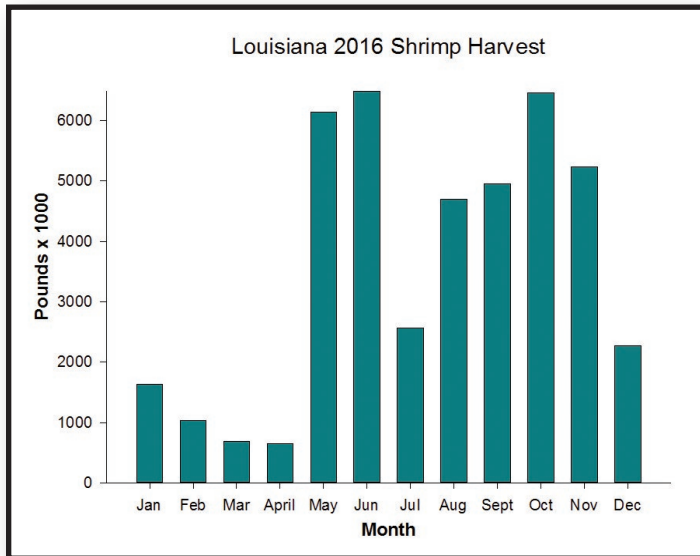 Louisiana 2016 Shrimp Harvest
Pounds x 1000
6000
5000
4000
3000
2000
1000
0
Jan Feb Mar April May Jun Jul Aug Sept Oct Nov Dec
Month